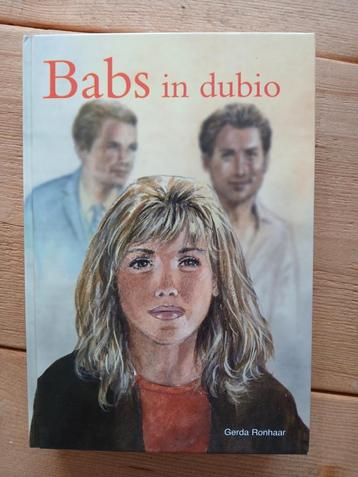 Babs in dubio
Gerda Ronhaar